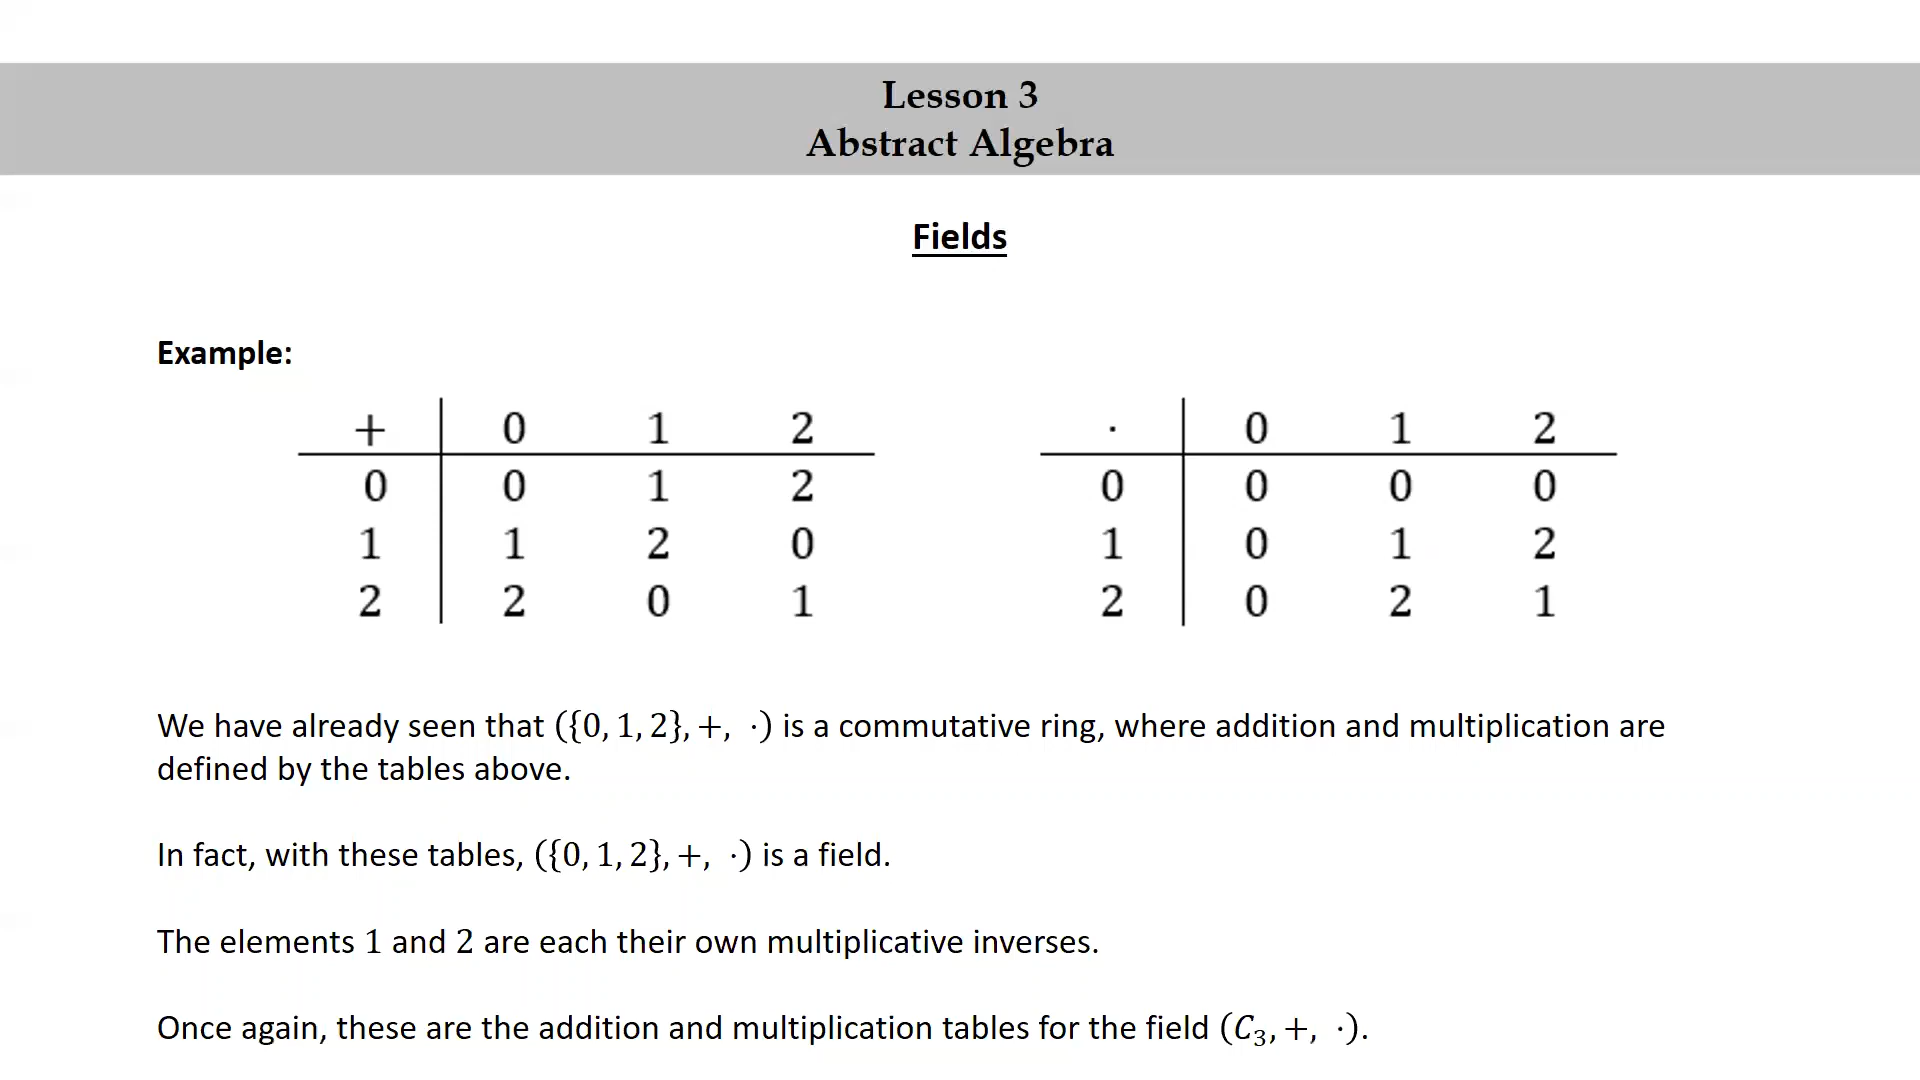 Lesson 3
Abstract Algebra
Fields
Example:
+ 0 1 2 · 0 1 2
0 0 1 2 0 0 0 0
1 1 2 0 1 0 1 2
2 2 0 1 2 0 2 1
We have already seen that ({0, 1, 2}, +, ·) is a commutative ring, where addition and multiplication are
defined by the tables above.
In fact, with these tables, ({0, 1, 2}, +, ·) is a field.
The elements 1 and 2 are each their own multiplicative inverses.
Once again, these are the addition and multiplication tables for the field (C₃, +, ·).